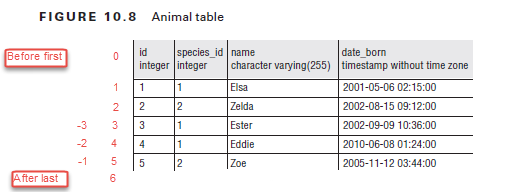 FIGURE 10.8 Animal table
Before first 0 id species_id name date_born
integer integer character varying(255) timestamp without time zone
1 1 1 Elsa 2001-05-06 02:15:00
2 2 2 Zelda 2002-08-15 09:12:00
-3 3 3 1 Ester 2002-09-09 10:36:00
-2 4 4 1 Eddie 2010-06-08 01:24:00
-1 5 5 2 Zoe 2005-11-12 03:44:00
After last 6